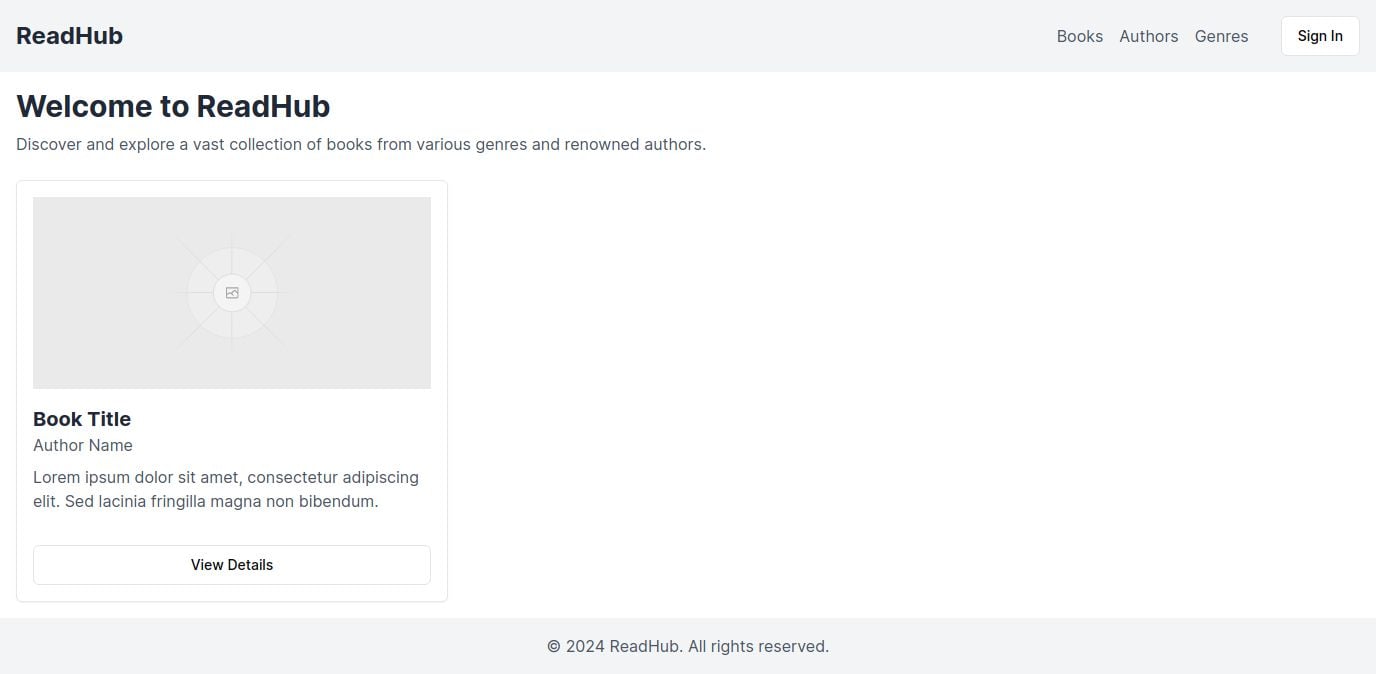 ReadHub
Books
Authors
Genres
Sign In
Welcome to ReadHub
Discover and explore a vast collection of books from various genres and renowned authors.
Book Title
Author Name
Lorem ipsum dolor sit amet, consectetur adipiscing
elit. Sed lacinia fringilla magna non bibendum.
View Details
© 2024 ReadHub. All rights reserved.